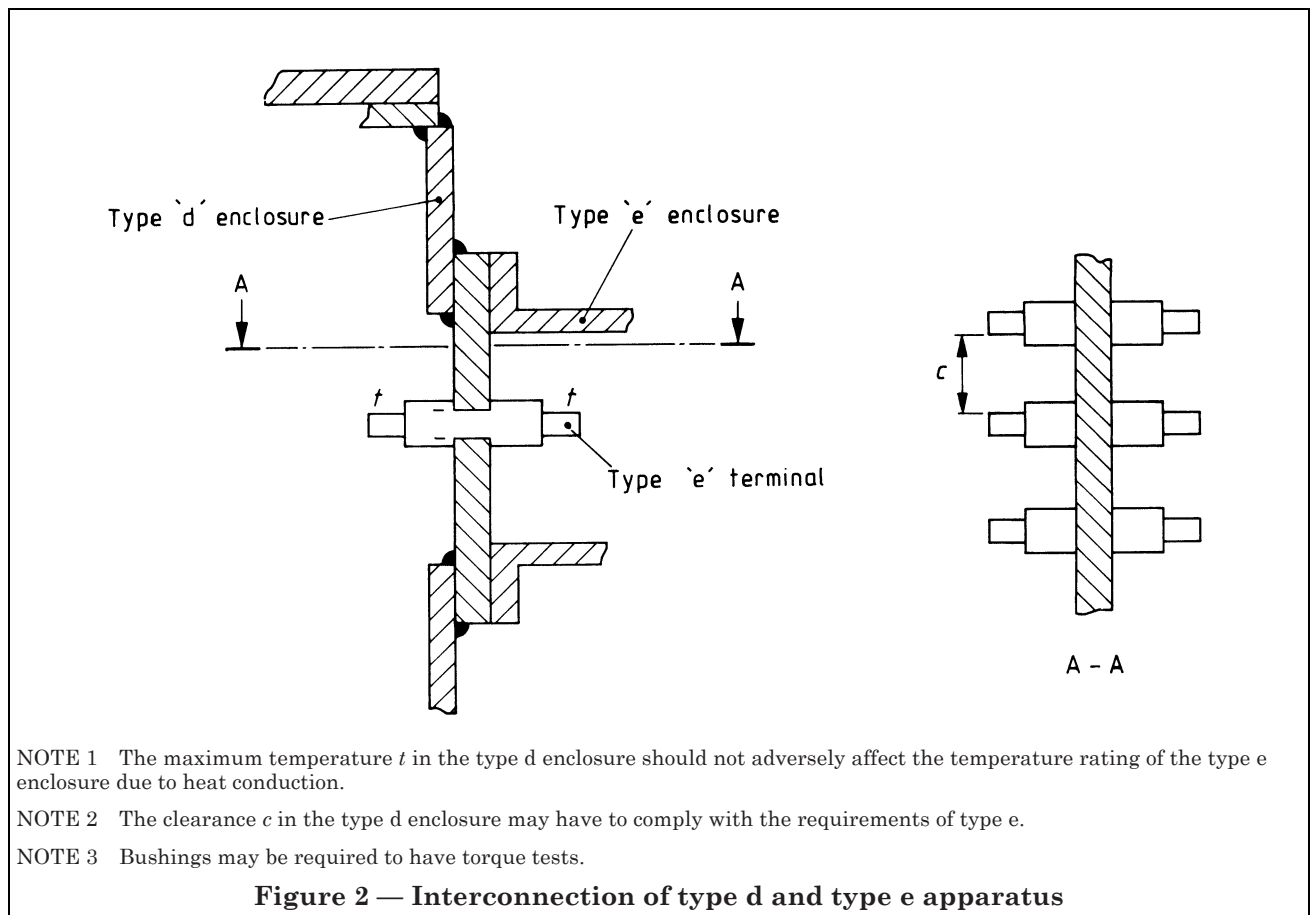 Type 'd' enclosure
Type 'e' enclosure
A
A
c
t
t
Type 'e' terminal
A - A
NOTE 1 The maximum temperature t in the type d enclosure should not adversely affect the temperature rating of the type e
enclosure due to heat conduction.
NOTE 2 The clearance c in the type d enclosure may have to comply with the requirements of type e.
NOTE 3 Bushings may be required to have torque tests.
Figure 2 — Interconnection of type d and type e apparatus